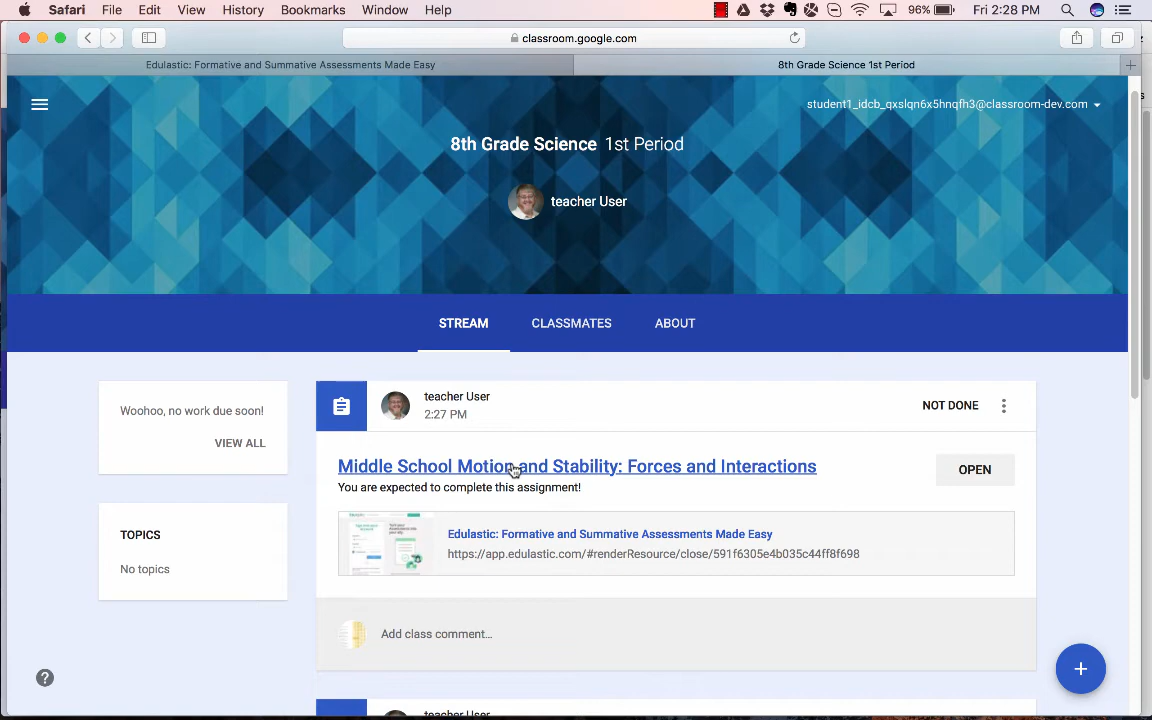 Safari File Edit View History Bookmarks Window Help 96% Fri 2:28 PM
classroom.google.com
Edulastic: Formative and Summative Assessments Made Easy 8th Grade Science 1st Period
student1_idcb_qxslqn6x5hnqfh3@classroom-dev.com
8th Grade Science 1st Period
teacher User
STREAM CLASSMATES ABOUT
Woohoo, no work due soon!
VIEW ALL
TOPICS
No topics
teacher User
2:27 PM
NOT DONE
Middle School Motion and Stability: Forces and Interactions
OPEN
You are expected to complete this assignment!
Edulastic: Formative and Summative Assessments Made Easy
https://app.edulastic.com/#renderResource/close/591f6305e4b035c44ff8f698
Add class comment...
teacher User